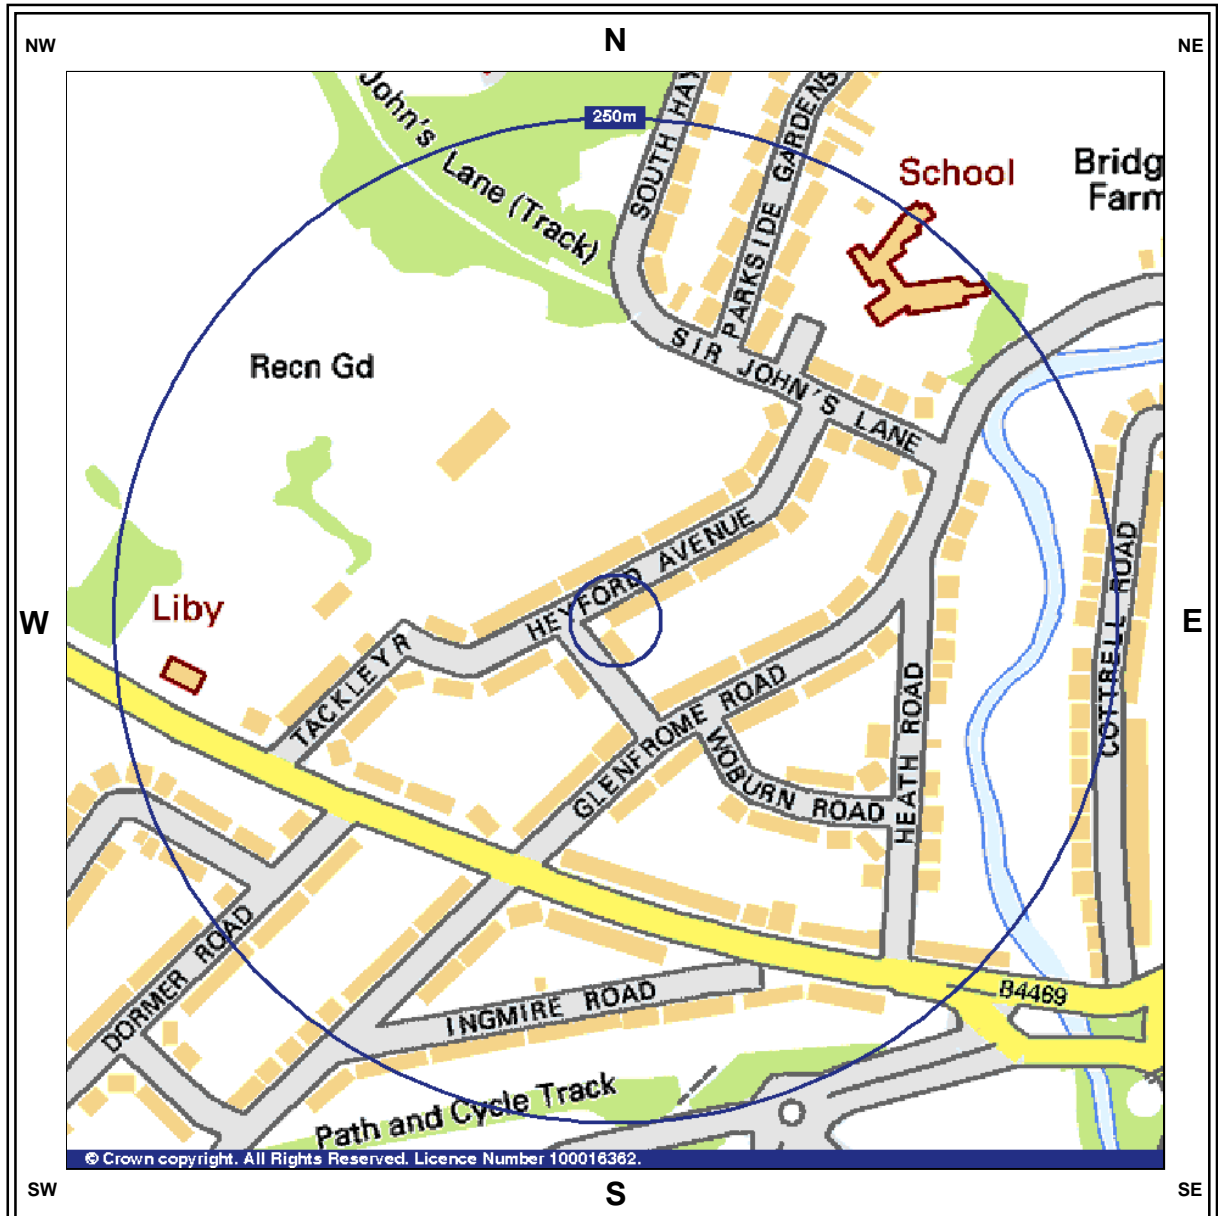 N
NW
NE
250m
John's Lane (Track)
SOUTH HAY
PARKSIDE GARDENS
School
Bridg
Farm
SIR JOHN'S LANE
Recn Gd
HEYFORD AVENUE
Liby
W
E
TACKLEY R
GLENFROME ROAD
WOBURN ROAD
HEATH ROAD
COTTRELL ROAD
DORMER ROAD
INGMIRE ROAD
B4469
Path and Cycle Track
© Crown copyright. All Rights Reserved. Licence Number 100016362.
SW
S
SE